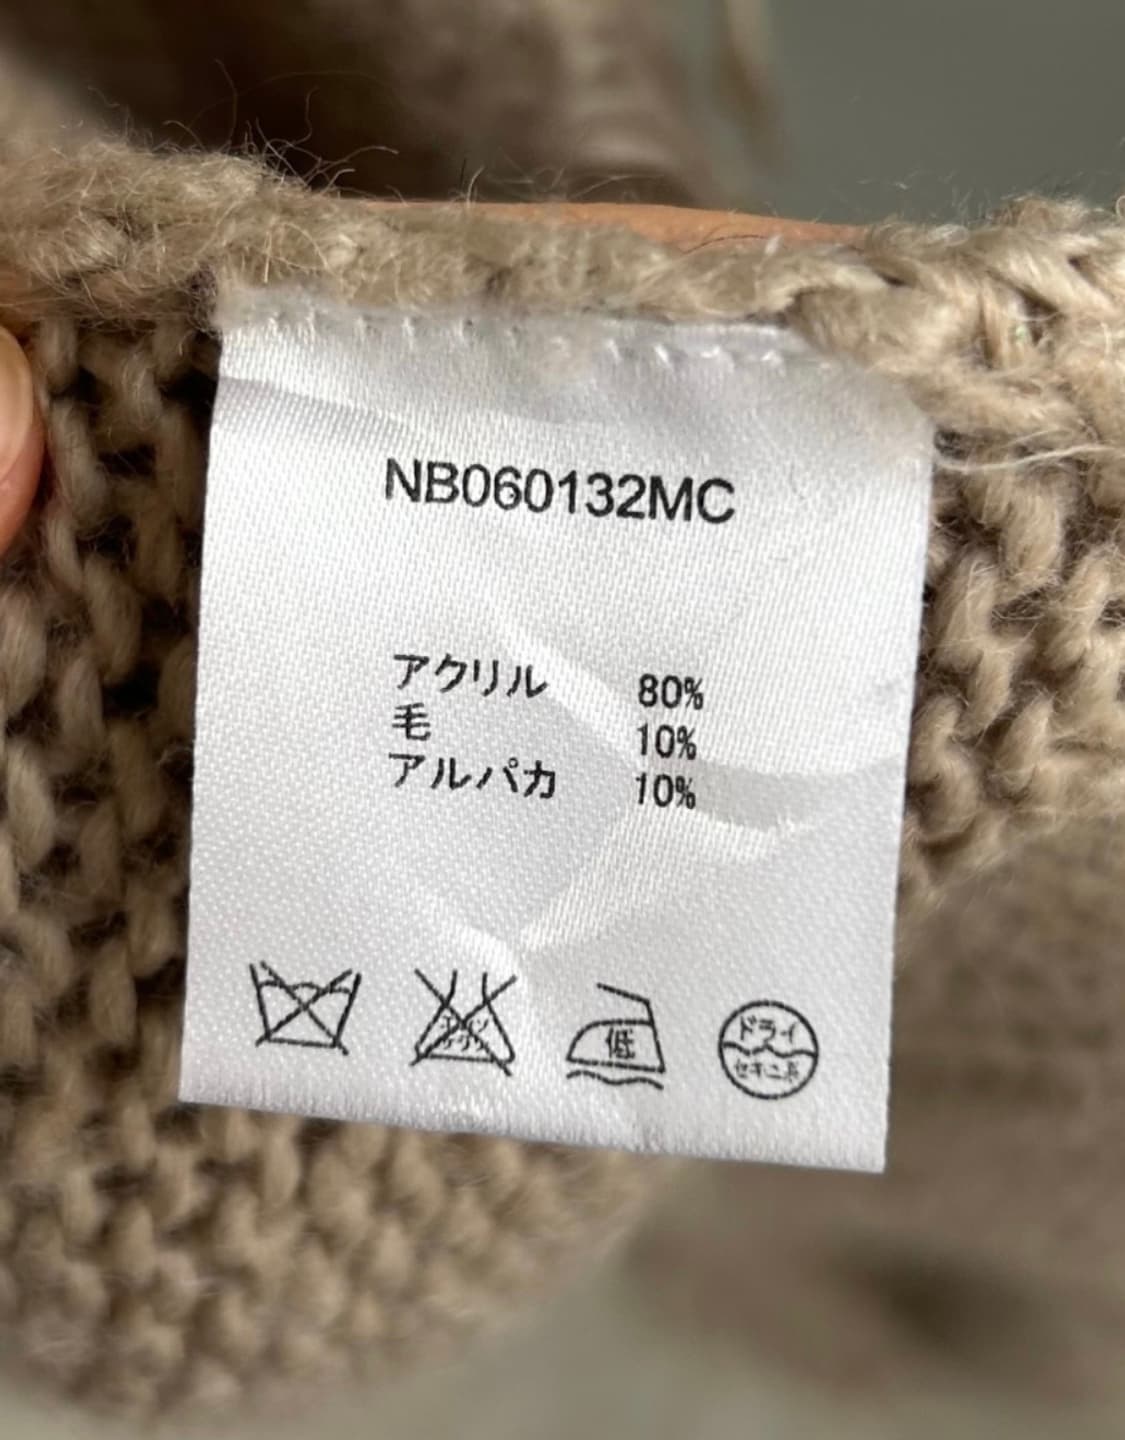 NB060132MC
アクリル 80%
毛 10%
アルパカ 10%
低
ドライ
セキユ系